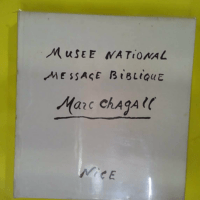 MUSEE NATIONAL
MESSAGE BIBLIQUE
Marc Chagall
NICE